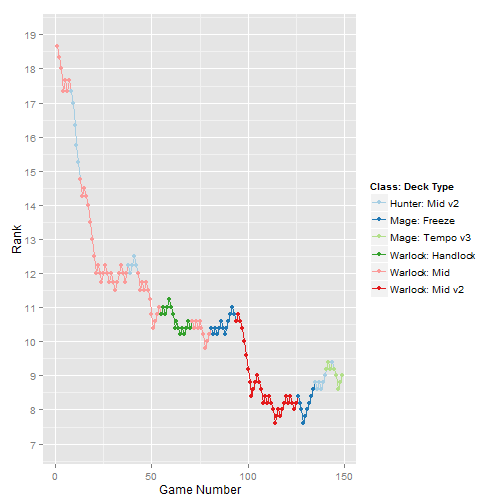 19
18
17
16
15
14
13
12
11
10
9
8
7
Rank
0
50
100
150
Game Number
Class: Deck Type
Hunter: Mid v2
Mage: Freeze
Mage: Tempo v3
Warlock: Handlock
Warlock: Mid
Warlock: Mid v2